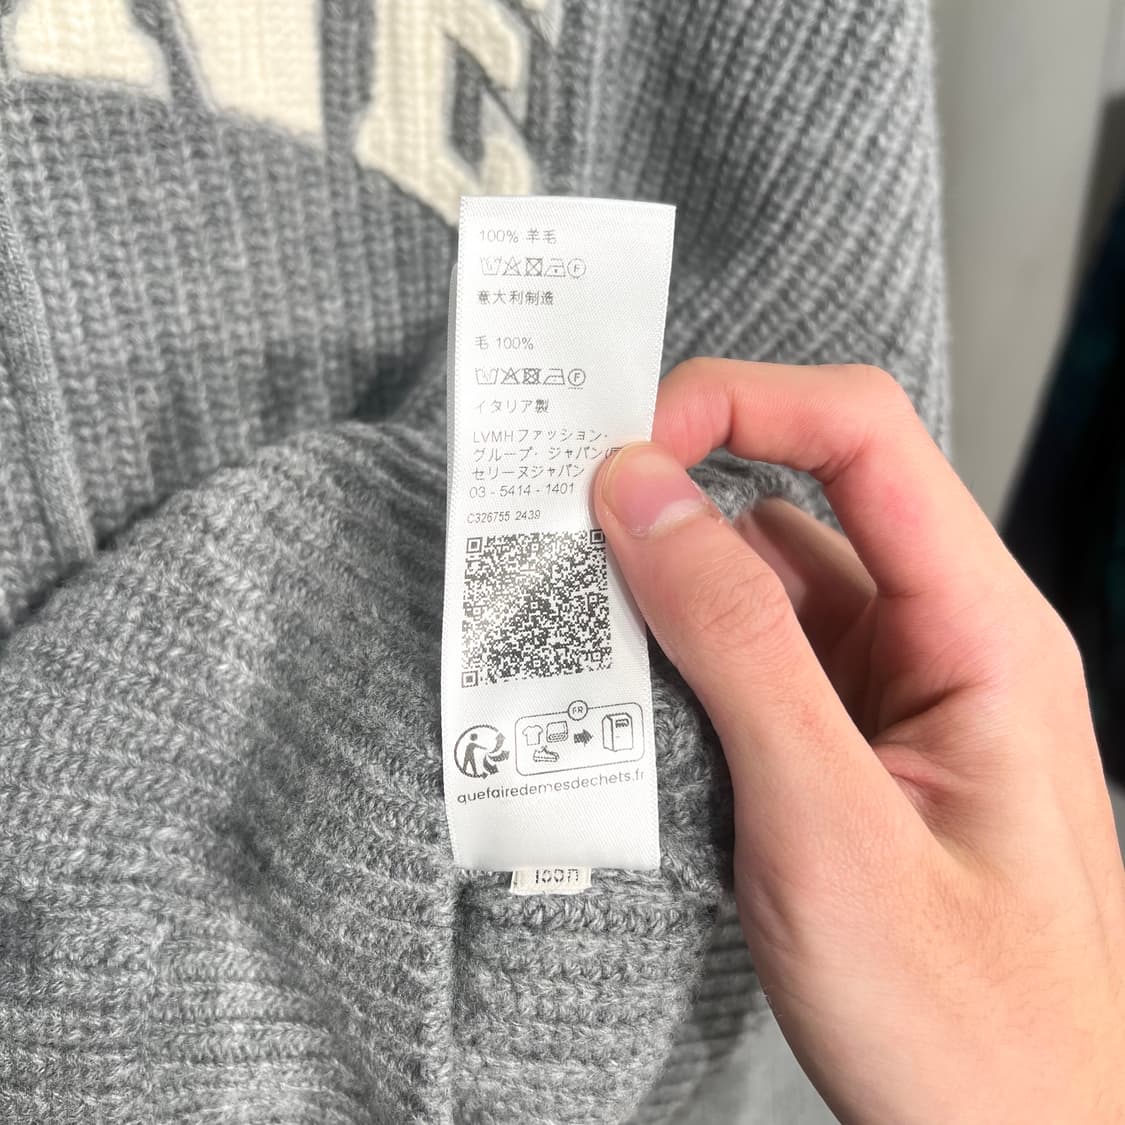 100% 羊毛
意大利制造
毛 100%
イタリア製
LVMHファッション・
グループ・ジャパン(
セリーヌジャパン
03 - 5414 - 1401
C326755 2439
FR
quefairedemesdechets.fr